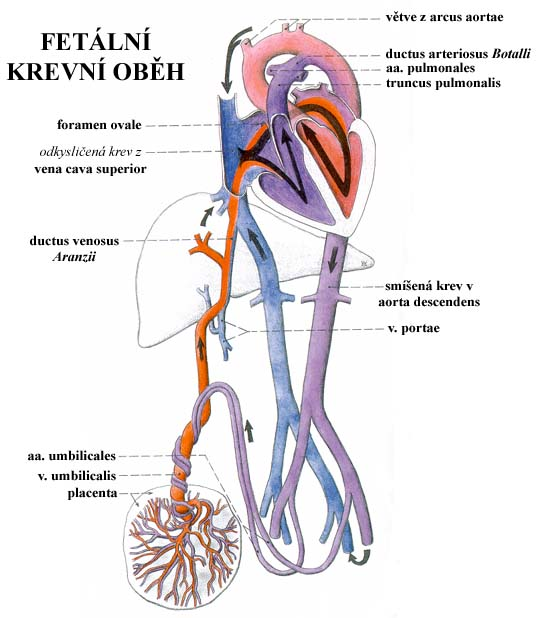 FETÁLNÍ
KREVNÍ OBĚH
větve z arcus aortae
ductus arteriosus Botalli
aa. pulmonales
truncus pulmonalis
foramen ovale
odkysličená krev z
vena cava superior
ductus venosus
Aranzii
smíšená krev v
aorta descendens
v. portae
aa. umbilicales
v. umbilicalis
placenta